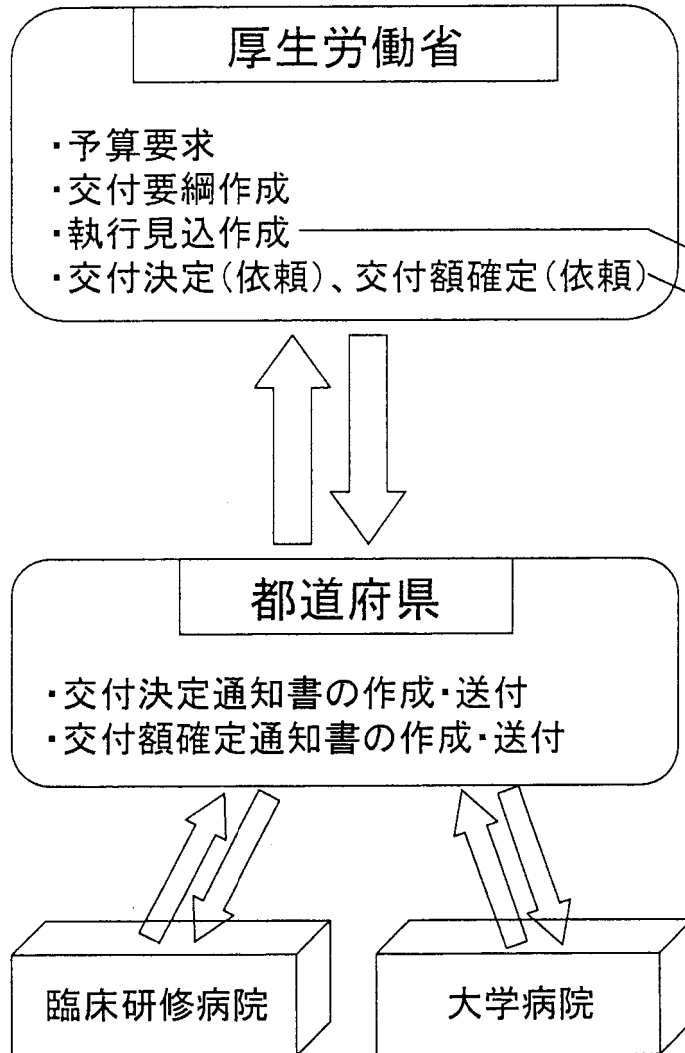 厚生労働省
・予算要求
・交付要綱作成
・執行見込作成
・交付決定(依頼)、交付額確定(依頼)
都道府県
・交付決定通知書の作成・送付
・交付額確定通知書の作成・送付
臨床研修病院
大学病院